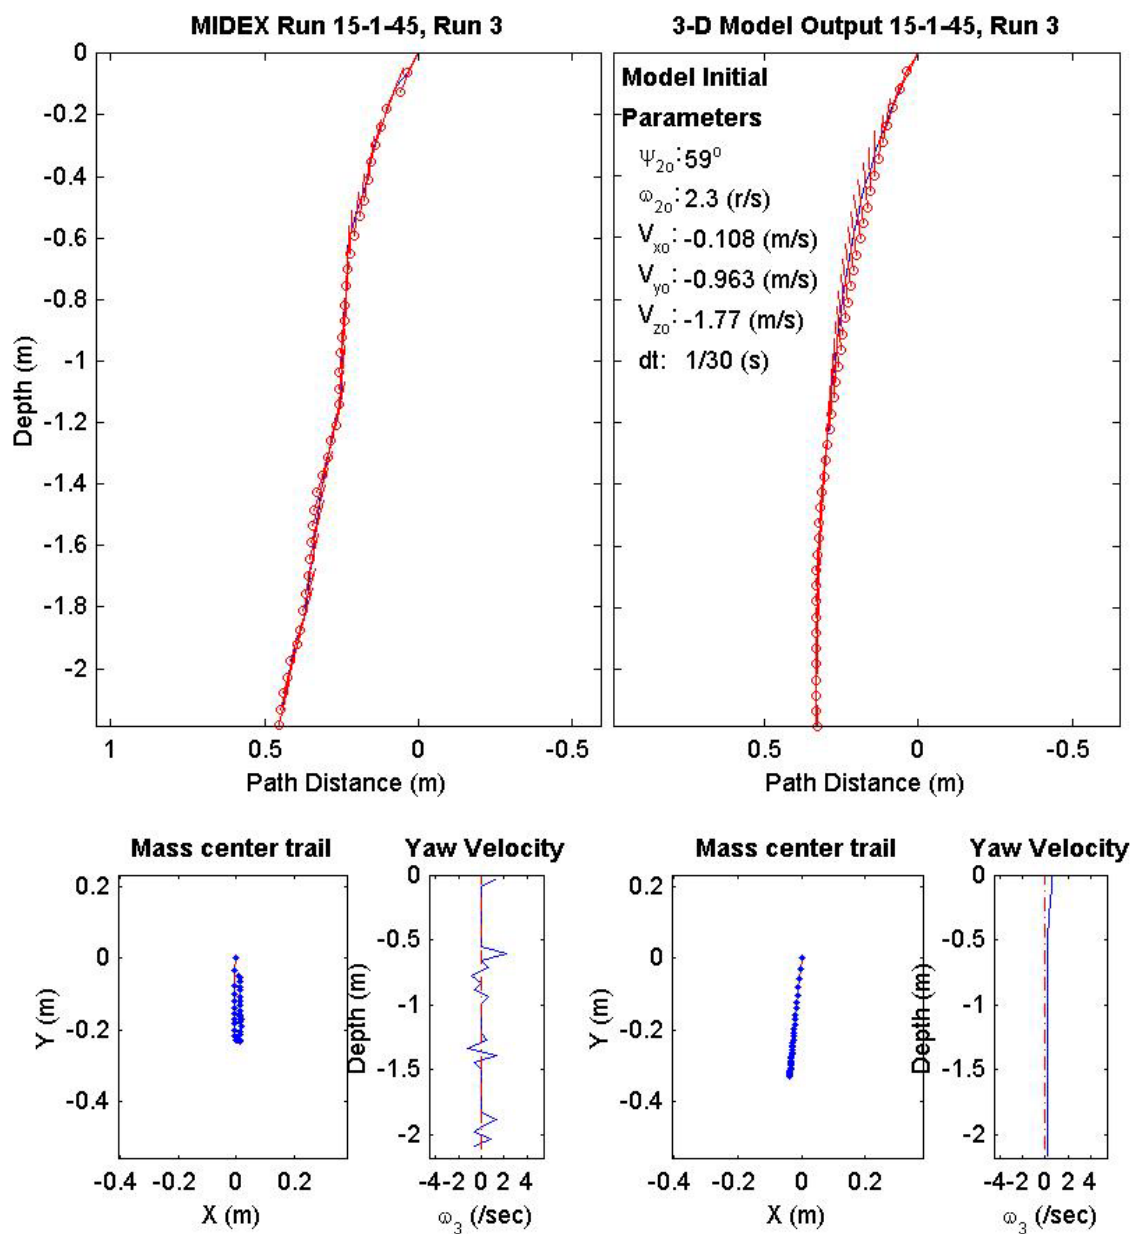 MIDEX Run 15-1-45, Run 3
3-D Model Output 15-1-45, Run 3
0
-0.2
-0.4
-0.6
-0.8
-1
-1.2
-1.4
-1.6
-1.8
-2
Depth (m)
1
0.5
0
-0.5
Path Distance (m)
Model Initial
Parameters
Ψ2o: 59o
ω2o: 2.3 (r/s)
Vxo: -0.108 (m/s)
Vyo: -0.963 (m/s)
Vzo: -1.77 (m/s)
dt: 1/30 (s)
0.5
0
-0.5
Path Distance (m)
Mass center trail
0.2
0
-0.2
-0.4
Y (m)
-0.4
-0.2
0
0.2
X (m)
Yaw Velocity
0
-0.5
-1
-1.5
-2
Depth (m)
-4
-2
0
2
4
ω3 (/sec)
Mass center trail
0.2
0
-0.2
-0.4
Y (m)
-0.4
-0.2
0
0.2
X (m)
Yaw Velocity
0
-0.5
-1
-1.5
-2
Depth (m)
-4
-2
0
2
4
ω3 (/sec)